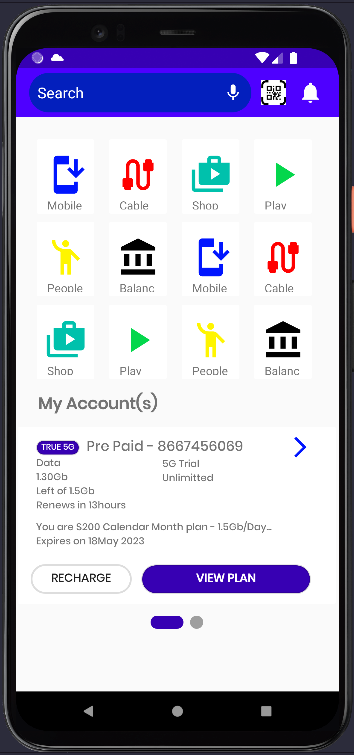 Search
Mobile Cable Shop Play
People Balanc Mobile Cable
Shop Play People Balanc
My Account(s)
TRUE 5G Pre Paid - 8667456069
Data 5G Trial
1.30Gb Unlimitted
Left of 1.5Gb
Renews in 13hours
You are S200 Calendar Month plan - 1.5Gb/Day...
Expires on 18May 2023
RECHARGE VIEW PLAN